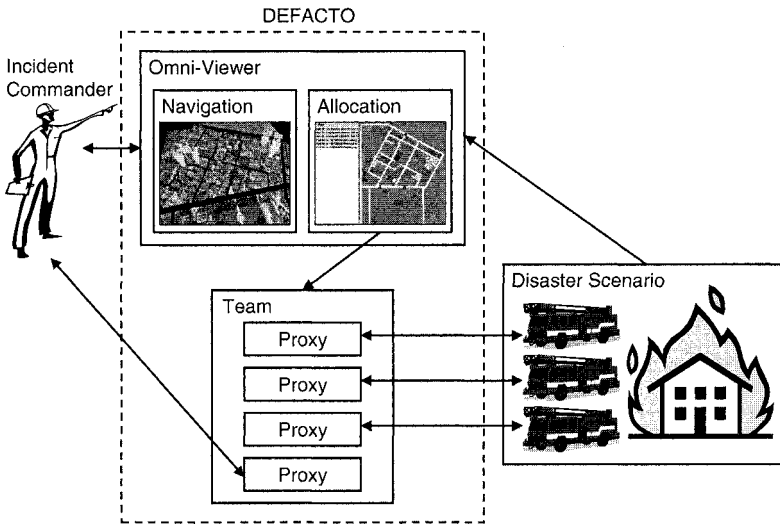 DEFACTO
Incident
Commander
Omni-Viewer
Navigation
Allocation
Disaster Scenario
Team
Proxy
Proxy
Proxy
Proxy